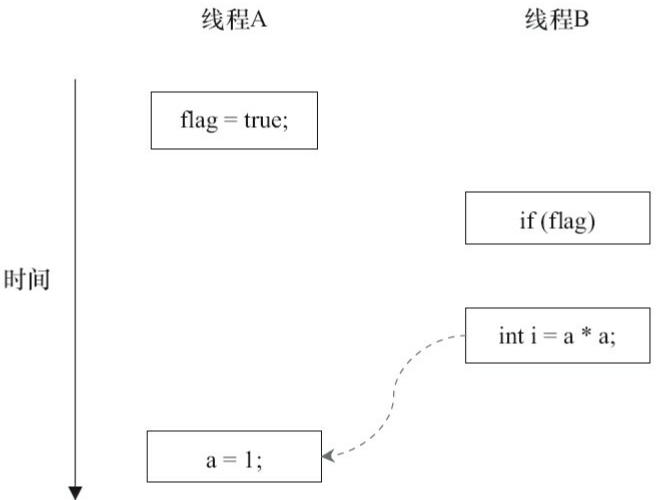 线程A
线程B
flag = true;
if (flag)
时间
int i = a * a;
a = 1;